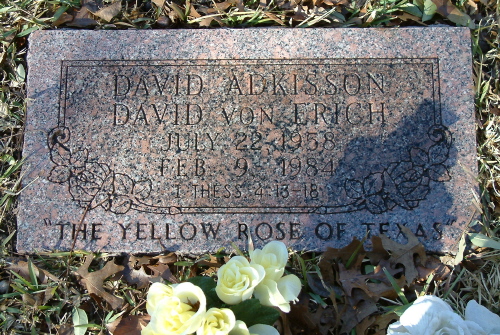 DAVID ADKISSON
DAVID VON ERICH
JULY 22 1958
FEB 9 1984
I THESS 4-13-18
"THE YELLOW ROSE OF TEXAS"